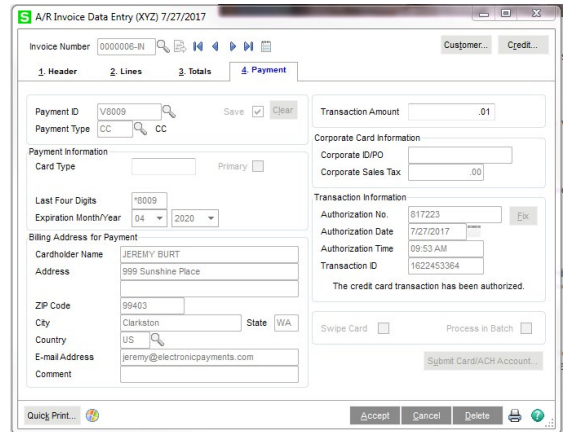 S A/R Invoice Data Entry (XYZ) 7/27/2017
Invoice Number 0000006-IN Customer... Credit...
1. Header 2. Lines 3. Totals 4. Payment
Payment ID V8009 Save Clear
Payment Type CC CC
Payment Information
Card Type Primary
Last Four Digits *8009
Expiration Month/Year 04 2020
Billing Address for Payment
Cardholder Name JEREMY BURT
Address 999 Sunshine Place
ZIP Code 99403
City Clarkston State WA
Country US
E-mail Address jeremy@electronicpayments.com
Comment
Transaction Amount .01
Corporate Card Information
Corporate ID/PO
Corporate Sales Tax .00
Transaction Information
Authorization No. 817223 Fix
Authorization Date 7/27/2017
Authorization Time 09:53 AM
Transaction ID 1622453364
The credit card transaction has been authorized.
Swipe Card Process in Batch
Submit Card/ACH Account...
Quick Print... Accept Cancel Delete